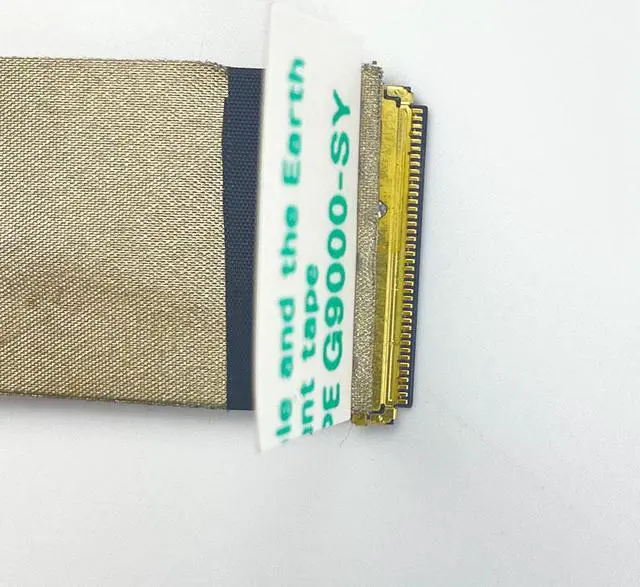 le and the Earth
nt tape
PE G9000-SY